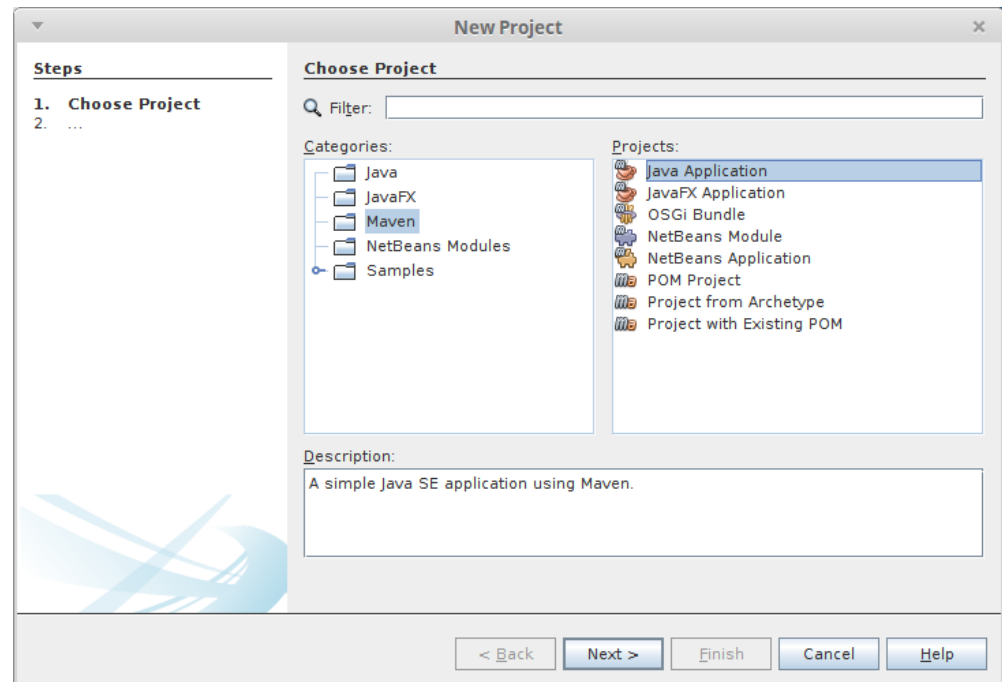 New Project
Steps
1. Choose Project
2. ...
Choose Project
Filter:
Categories:
Java
JavaFX
Maven
NetBeans Modules
Samples
Projects:
Java Application
JavaFX Application
OSGi Bundle
NetBeans Module
NetBeans Application
POM Project
Project from Archetype
Project with Existing POM
Description:
A simple Java SE application using Maven.
< Back
Next >
Finish
Cancel
Help